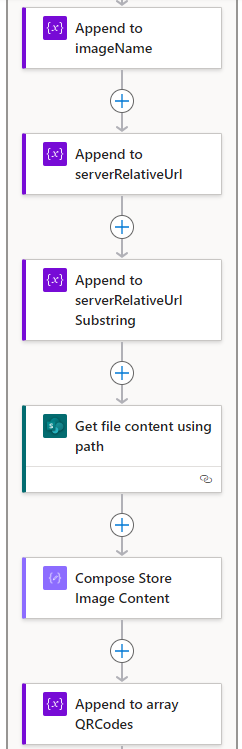 {x}
Append to
imageName
{x}
Append to
serverRelativeUrl
{x}
Append to
serverRelativeUrl
Substring
Get file content using
path
Compose Store
Image Content
{x}
Append to array
QRCodes